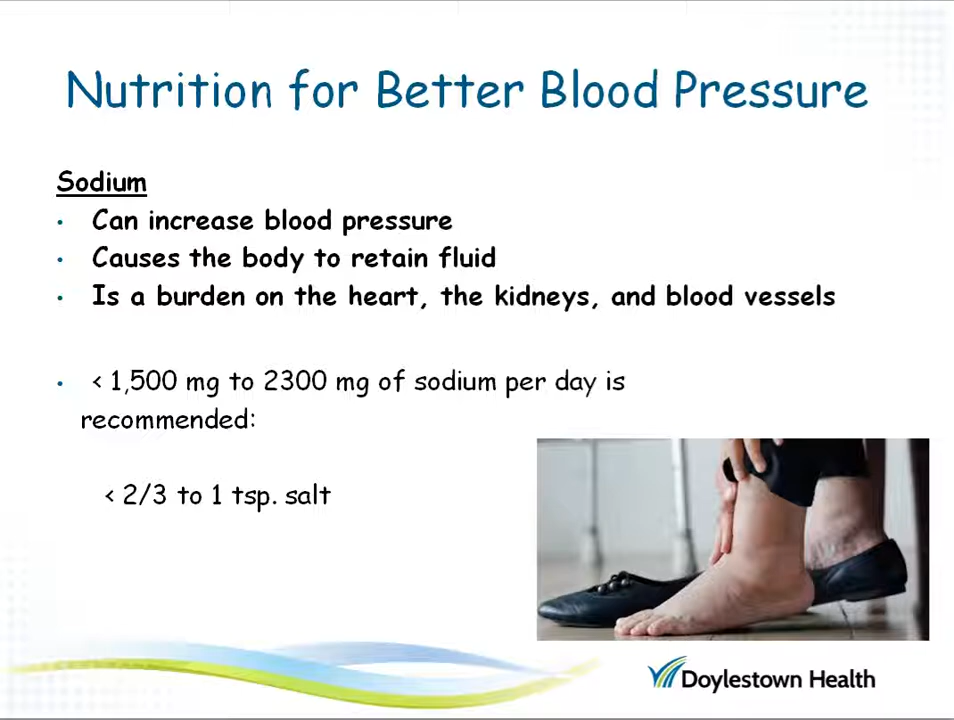 Nutrition for Better Blood Pressure
Sodium
• Can increase blood pressure
• Causes the body to retain fluid
• Is a burden on the heart, the kidneys, and blood vessels
• < 1,500 mg to 2300 mg of sodium per day is
recommended:
< 2/3 to 1 tsp. salt
Doylestown Health